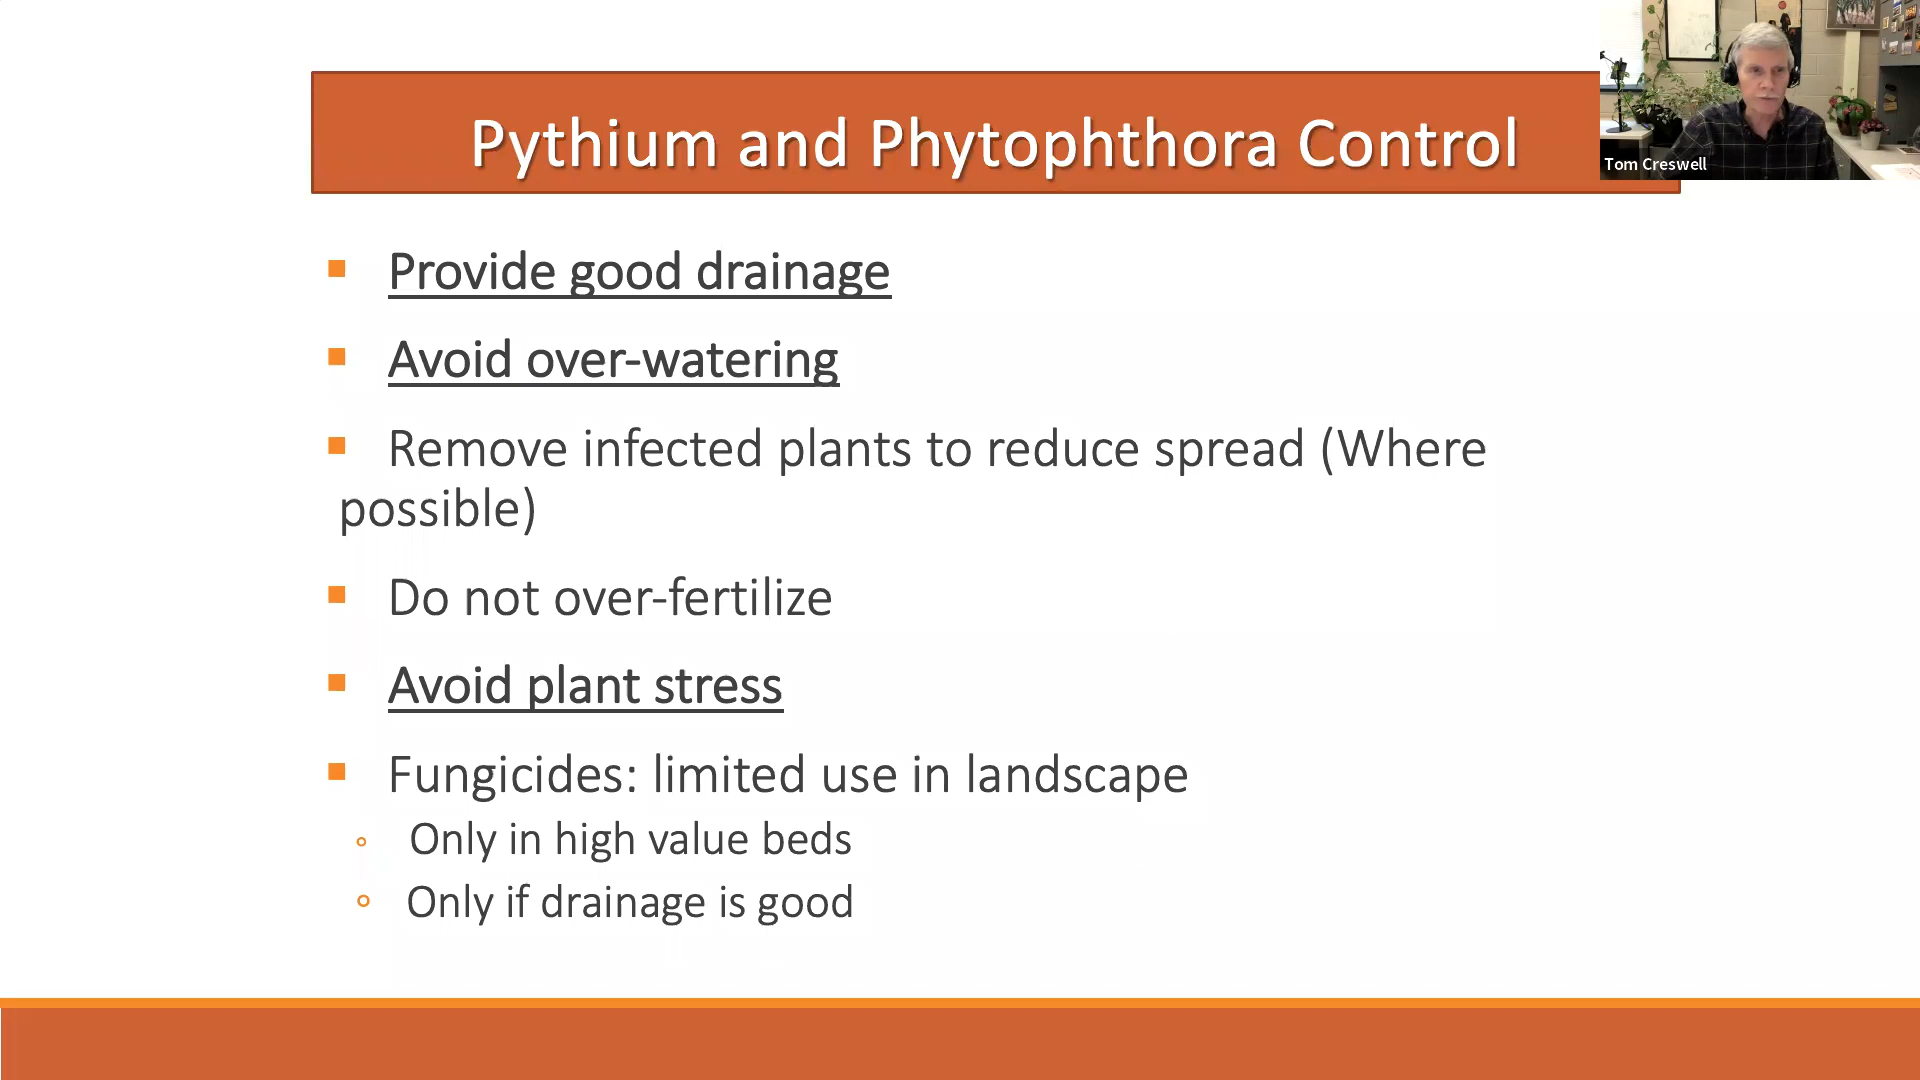 Pythium and Phytophthora Control
Tom Creswell
▪ Provide good drainage
▪ Avoid over-watering
▪ Remove infected plants to reduce spread (Where
possible)
▪ Do not over-fertilize
▪ Avoid plant stress
▪ Fungicides: limited use in landscape
◦ Only in high value beds
◦ Only if drainage is good